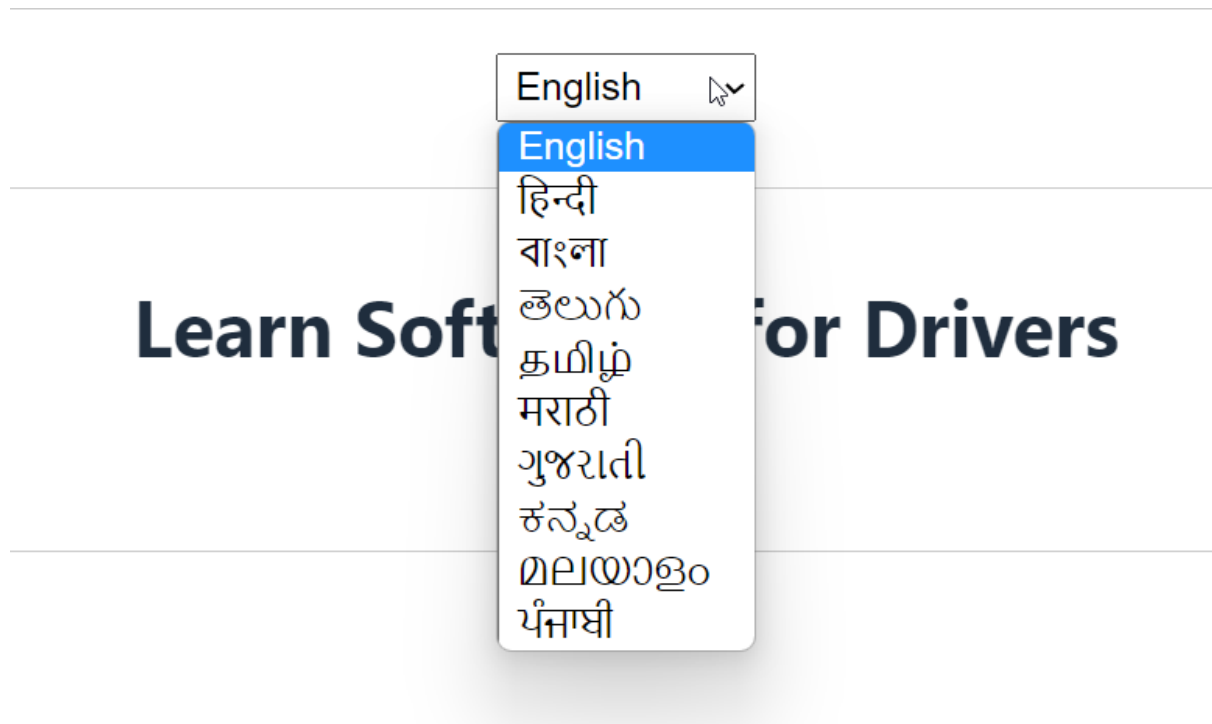 English
English
हिन्दी
বাংলা
తెలుగు
Learn Soft for Drivers
தமிழ்
मराठी
ગુજરાતી
ಕನ್ನಡ
മലയാളം
ਪੰਜਾਬੀ